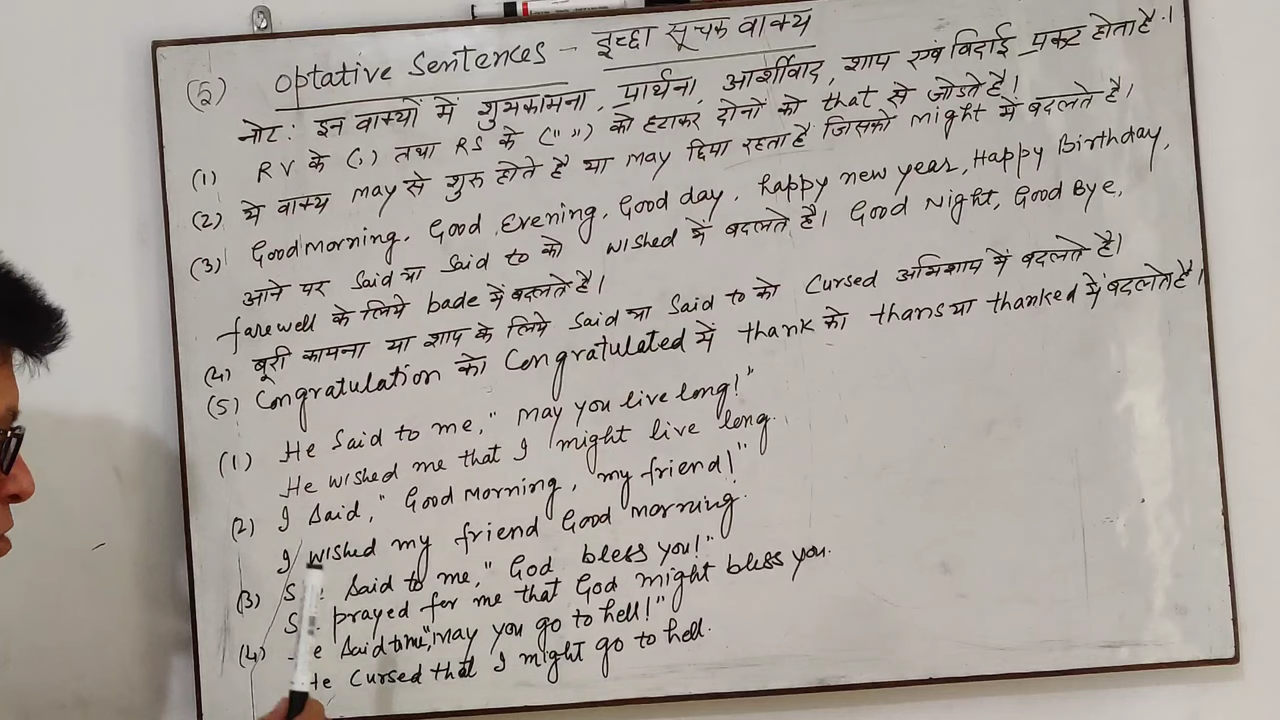 (5) Optative Sentences - इच्छा सूचक वाक्य
नोट: इन वाक्यों में शुभकामना, प्रार्थना, आर्शीवाद, शाप एवं विदाई प्रकट होता है।
(1) RV के (,) तथा RS के (" ") को हटाकर दोनों को that से जोडते है।
(2) ये वाक्य may से शुरु होते है या may छिपा रहता है जिसको might में बदलते है।
(3) Good morning, Good Evening, Good day, happy new year, Happy Birthday,
आने पर said या said to को wished में बदलते है। Good Night, Good Bye,
farewell के लिये bade में बदलते है।
(4) बूरी कामना या शाप के लिये said या said to को cursed अभिशाप में बदलते है।
(5) Congratulation को Congratulated में thank को thans या thanked में बदलते है।
(1) He said to me, "may you live long!"
He wished me that I might live long.
(2) I said, "Good morning, my friend!"
I wished my friend Good morning.
(3) said to me, "God bless you!"
prayed for me that God might bless you.
(4) said to me, "may you go to hell!"
He cursed that I might go to hell.